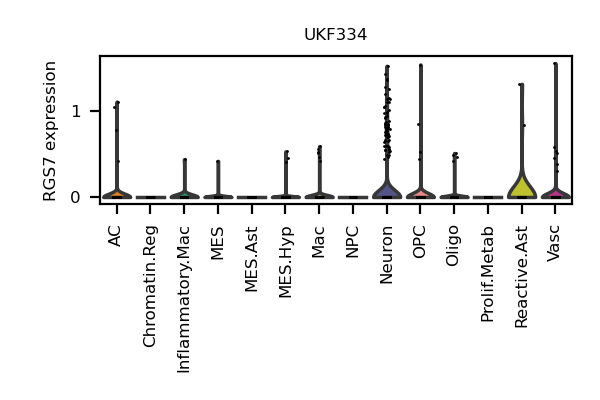 UKF334
RGS7 expression
1
0
AC
Chromatin.Reg
Inflammatory.Mac
MES
MES.Ast
MES.Hyp
Mac
NPC
Neuron
OPC
Oligo
Prolif.Metab
Reactive.Ast
Vasc